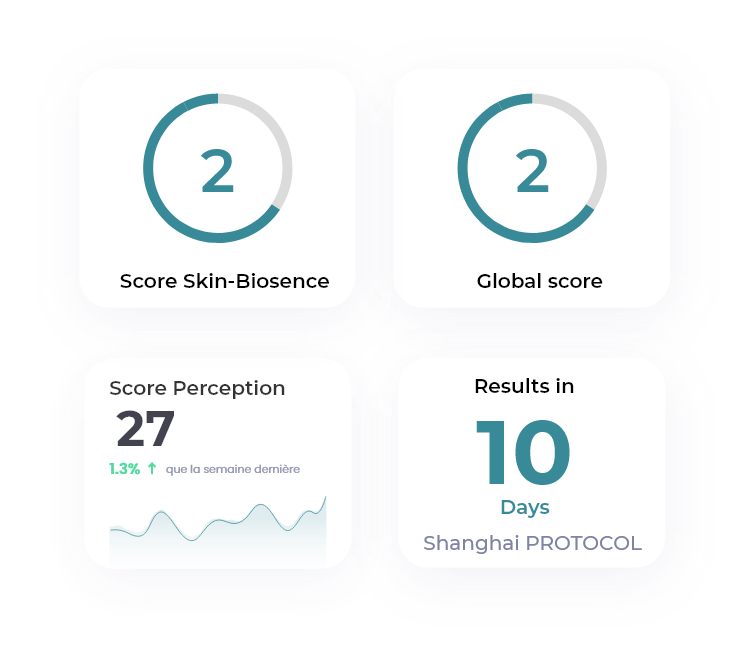 2
Score Skin-Biosence
2
Global score
Score Perception
27
1.3% ↑ que la semaine dernière
Results in
10
Days
Shanghai PROTOCOL